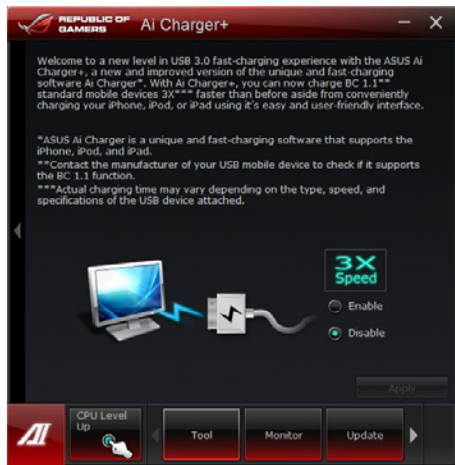 REPUBLIC OF
GAMERS
Ai Charger+
Welcome to a new level in USB 3.0 fast-charging experience with the ASUS Ai
Charger+, a new and improved version of the unique and fast-charging
software Ai Charger*. With Ai Charger+, you can now charge BC 1.1**
standard mobile devices 3X*** faster than before aside from conveniently
charging your iPhone, iPod, or iPad using it's easy and user-friendly interface.
*ASUS Ai Charger is a unique and fast-charging software that supports the
iPhone, iPod, and iPad.
**Contact the manufacturer of your USB mobile device to check if it supports
the BC 1.1 function.
***Actual charging time may vary depending on the type, speed, and
specifications of the USB device attached.
3X
Speed
Enable
Disable
Apply
AI
CPU Level
Up
Tool
Monitor
Update